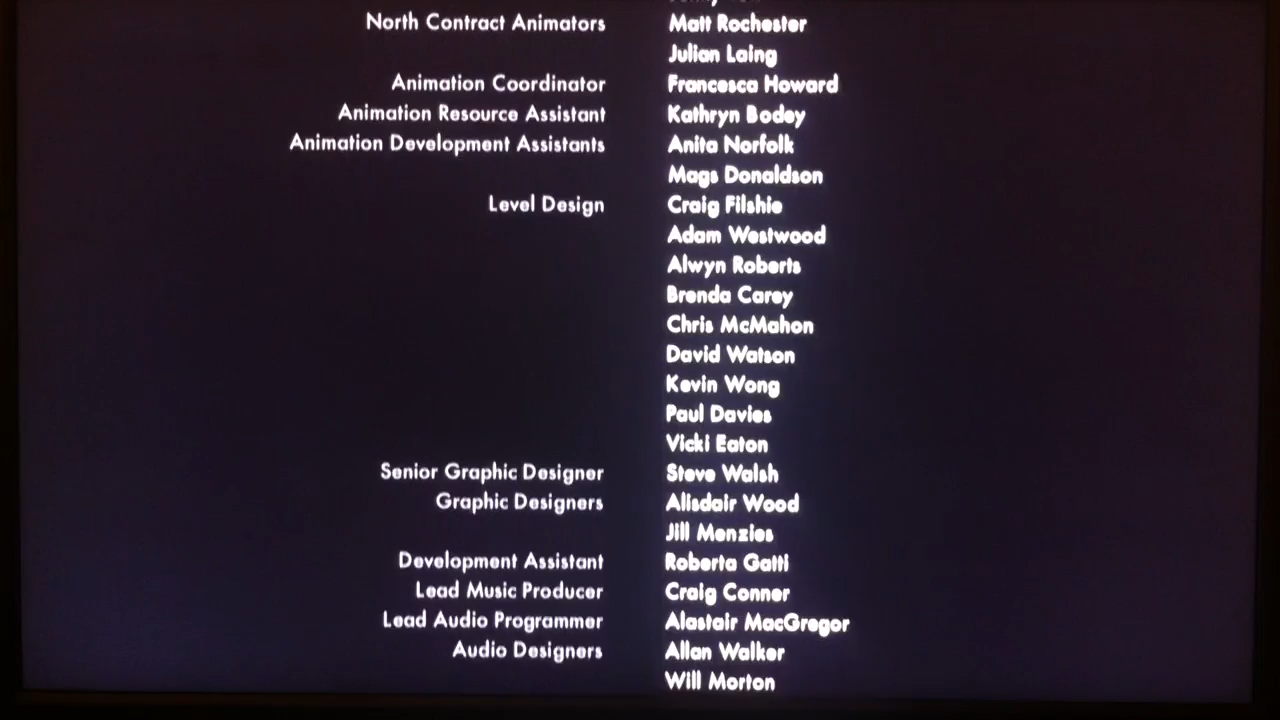 North Contract Animators Matt Rochester
Julian Laing
Animation Coordinator Francesca Howard
Animation Resource Assistant Kathryn Bodey
Animation Development Assistants Anita Norfolk
Mags Donaldson
Level Design Craig Filshie
Adam Westwood
Alwyn Roberts
Brenda Carey
Chris McMahon
David Watson
Kevin Wong
Paul Davies
Vicki Eaton
Senior Graphic Designer Steve Walsh
Graphic Designers Alisdair Wood
Jill Menzies
Development Assistant Roberta Gatti
Lead Music Producer Craig Conner
Lead Audio Programmer Alastair MacGregor
Audio Designers Allan Walker
Will Morton